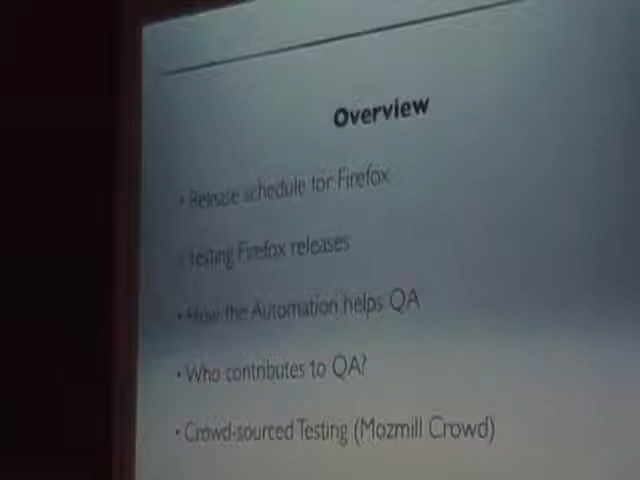 Overview
• Release schedule for Firefox
• Testing Firefox releases
• How the Automation helps QA
• Who contributes to QA?
• Crowd-sourced Testing (Mozmill Crowd)